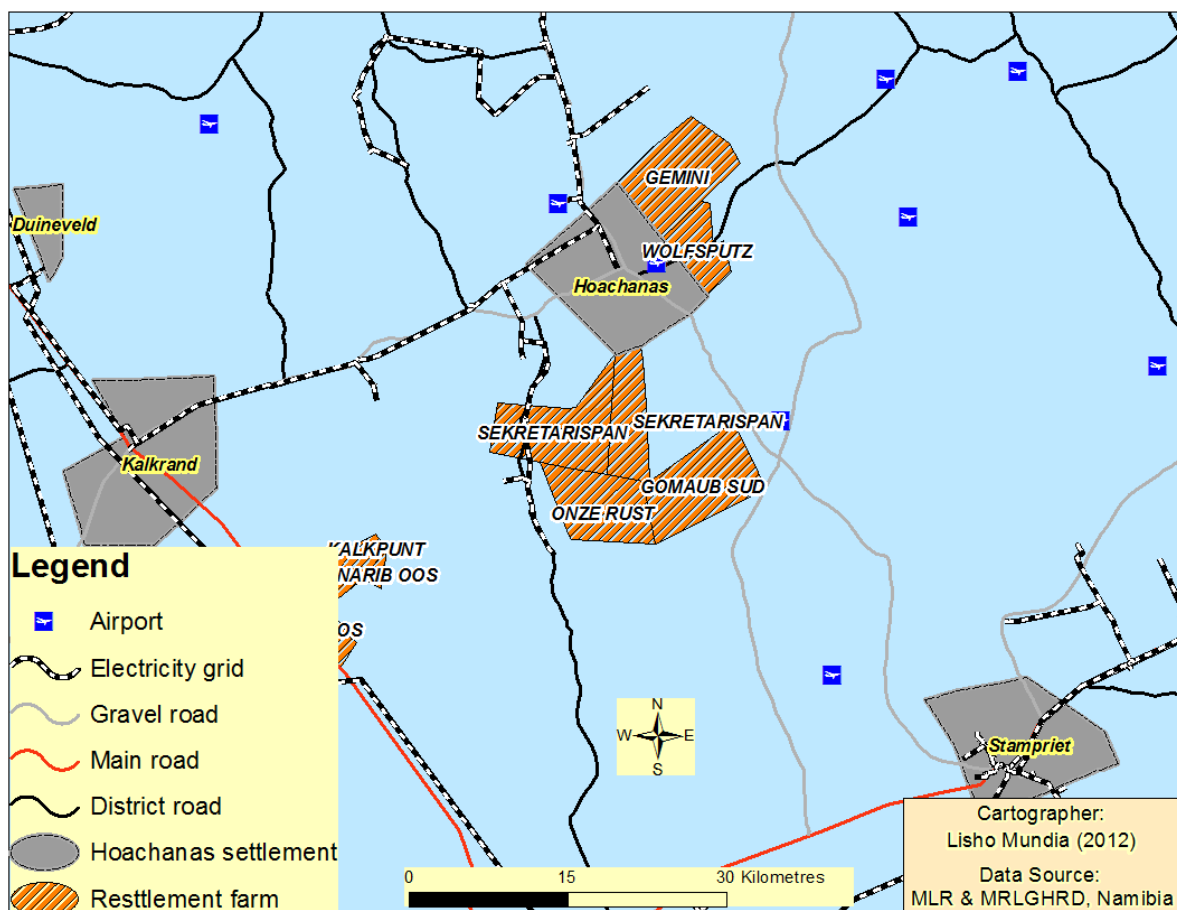 GEMINI
Duineveld
WOLFSPUTZ
Hoachanas
SEKRETARISPAN
SEKRETARISPAN
Kalkrand
GOMAUB SUD
ONZE RUST
KALKPUNT
NARIB OOS
OS
Legend
Airport
Electricity grid
Gravel road
Main road
District road
Hoachanas settlement
Resttlement farm
N
W E
S
Stampriet
0 15 30 Kilometres
Cartographer:
Lisho Mundia (2012)
Data Source:
MLR & MRLGHRD, Namibia